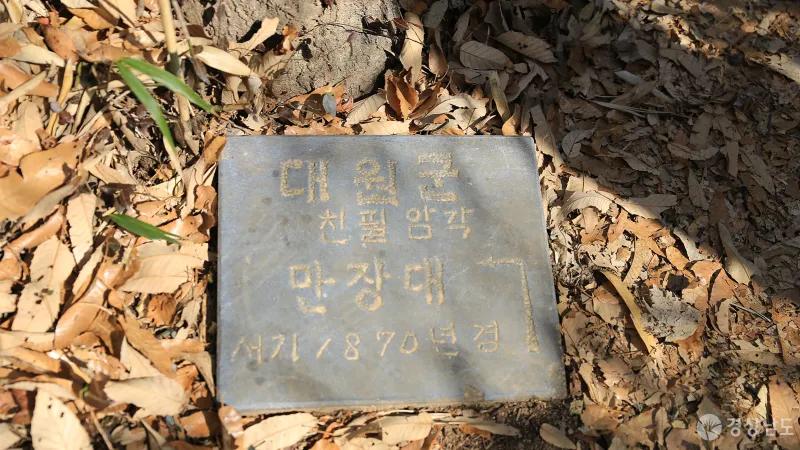 대원군
친필암각
만장대
서기1870년경
경상남도